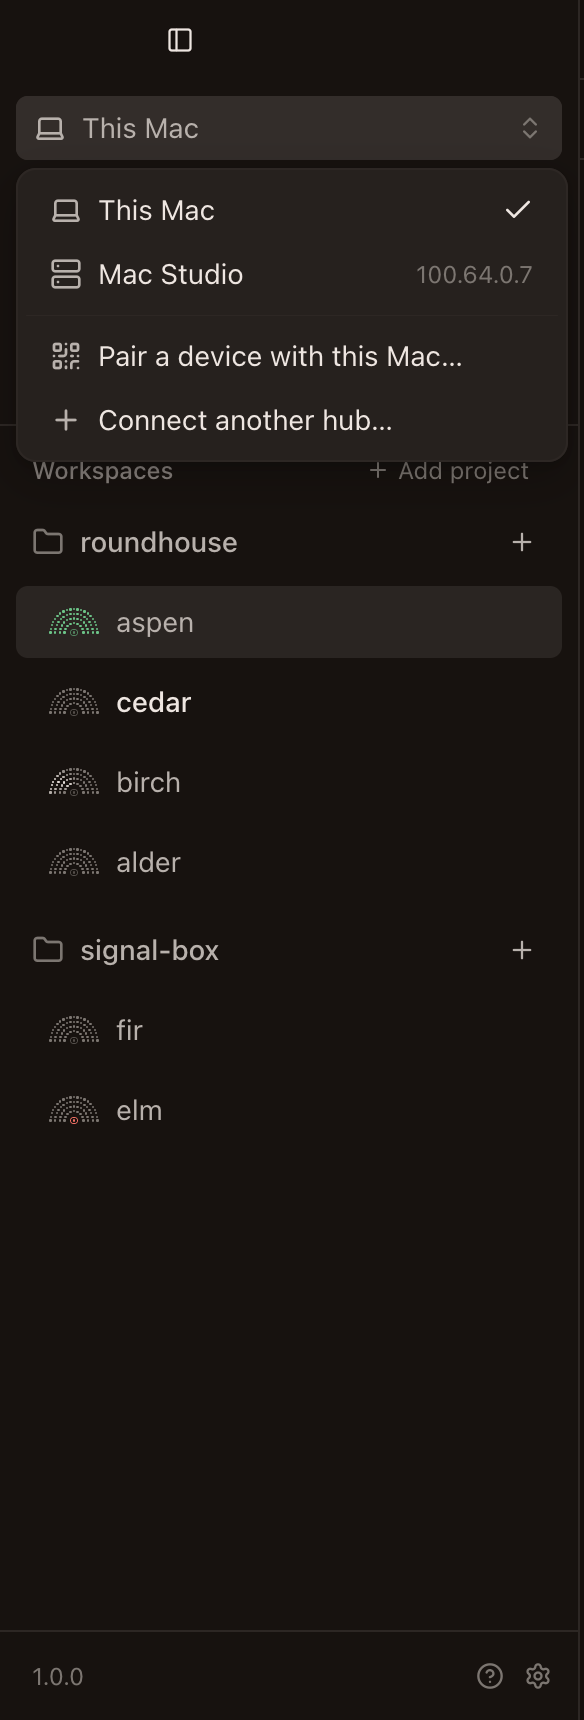 This Mac
This Mac
Mac Studio 100.64.0.7
Pair a device with this Mac...
Connect another hub...
Workspaces + Add project
roundhouse
aspen
cedar
birch
alder
signal-box
fir
elm
1.0.0